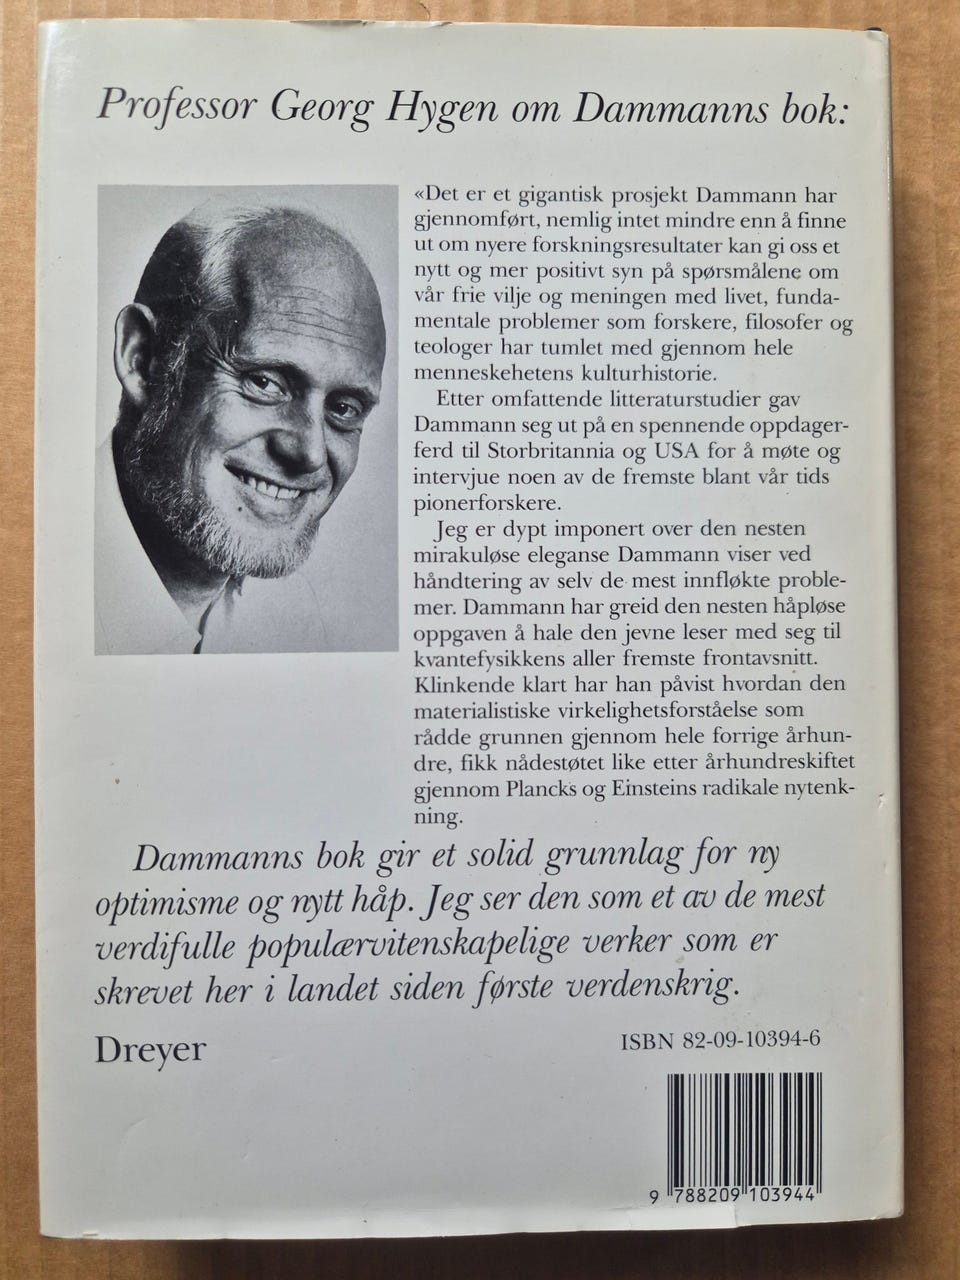 Professor Georg Hygen om Dammanns bok:
«Det er et gigantisk prosjekt Dammann har
gjennomført, nemlig intet mindre enn å finne
ut om nyere forskningsresultater kan gi oss et
nytt og mer positivt syn på spørsmålene om
vår frie vilje og meningen med livet, funda-
mentale problemer som forskere, filosofer og
teologer har tumlet med gjennom hele
menneskehetens kulturhistorie.
Etter omfattende litteraturstudier gav
Dammann seg ut på en spennende oppdager-
ferd til Storbritannia og USA for å møte og
intervjue noen av de fremste blant vår tids
pionerforskere.
Jeg er dypt imponert over den nesten
mirakuløse eleganse Dammann viser ved
håndtering av selv de mest innfløkte proble-
mer. Dammann har greid den nesten håpløse
oppgaven å hale den jevne leser med seg til
kvantefysikkens aller fremste frontavsnitt.
Klinkende klart har han påvist hvordan den
materialistiske virkelighetsforståelse som
rådde grunnen gjennom hele forrige århun-
dre, fikk nådestøtet like etter århundreskiftet
gjennom Plancks og Einsteins radikale nytenk-
ning.
Dammanns bok gir et solid grunnlag for ny
optimisme og nytt håp. Jeg ser den som et av de mest
verdifulle populærvitenskapelige verker som er
skrevet her i landet siden første verdenskrig.
Dreyer
ISBN 82-09-10394-6
9 788209 103944